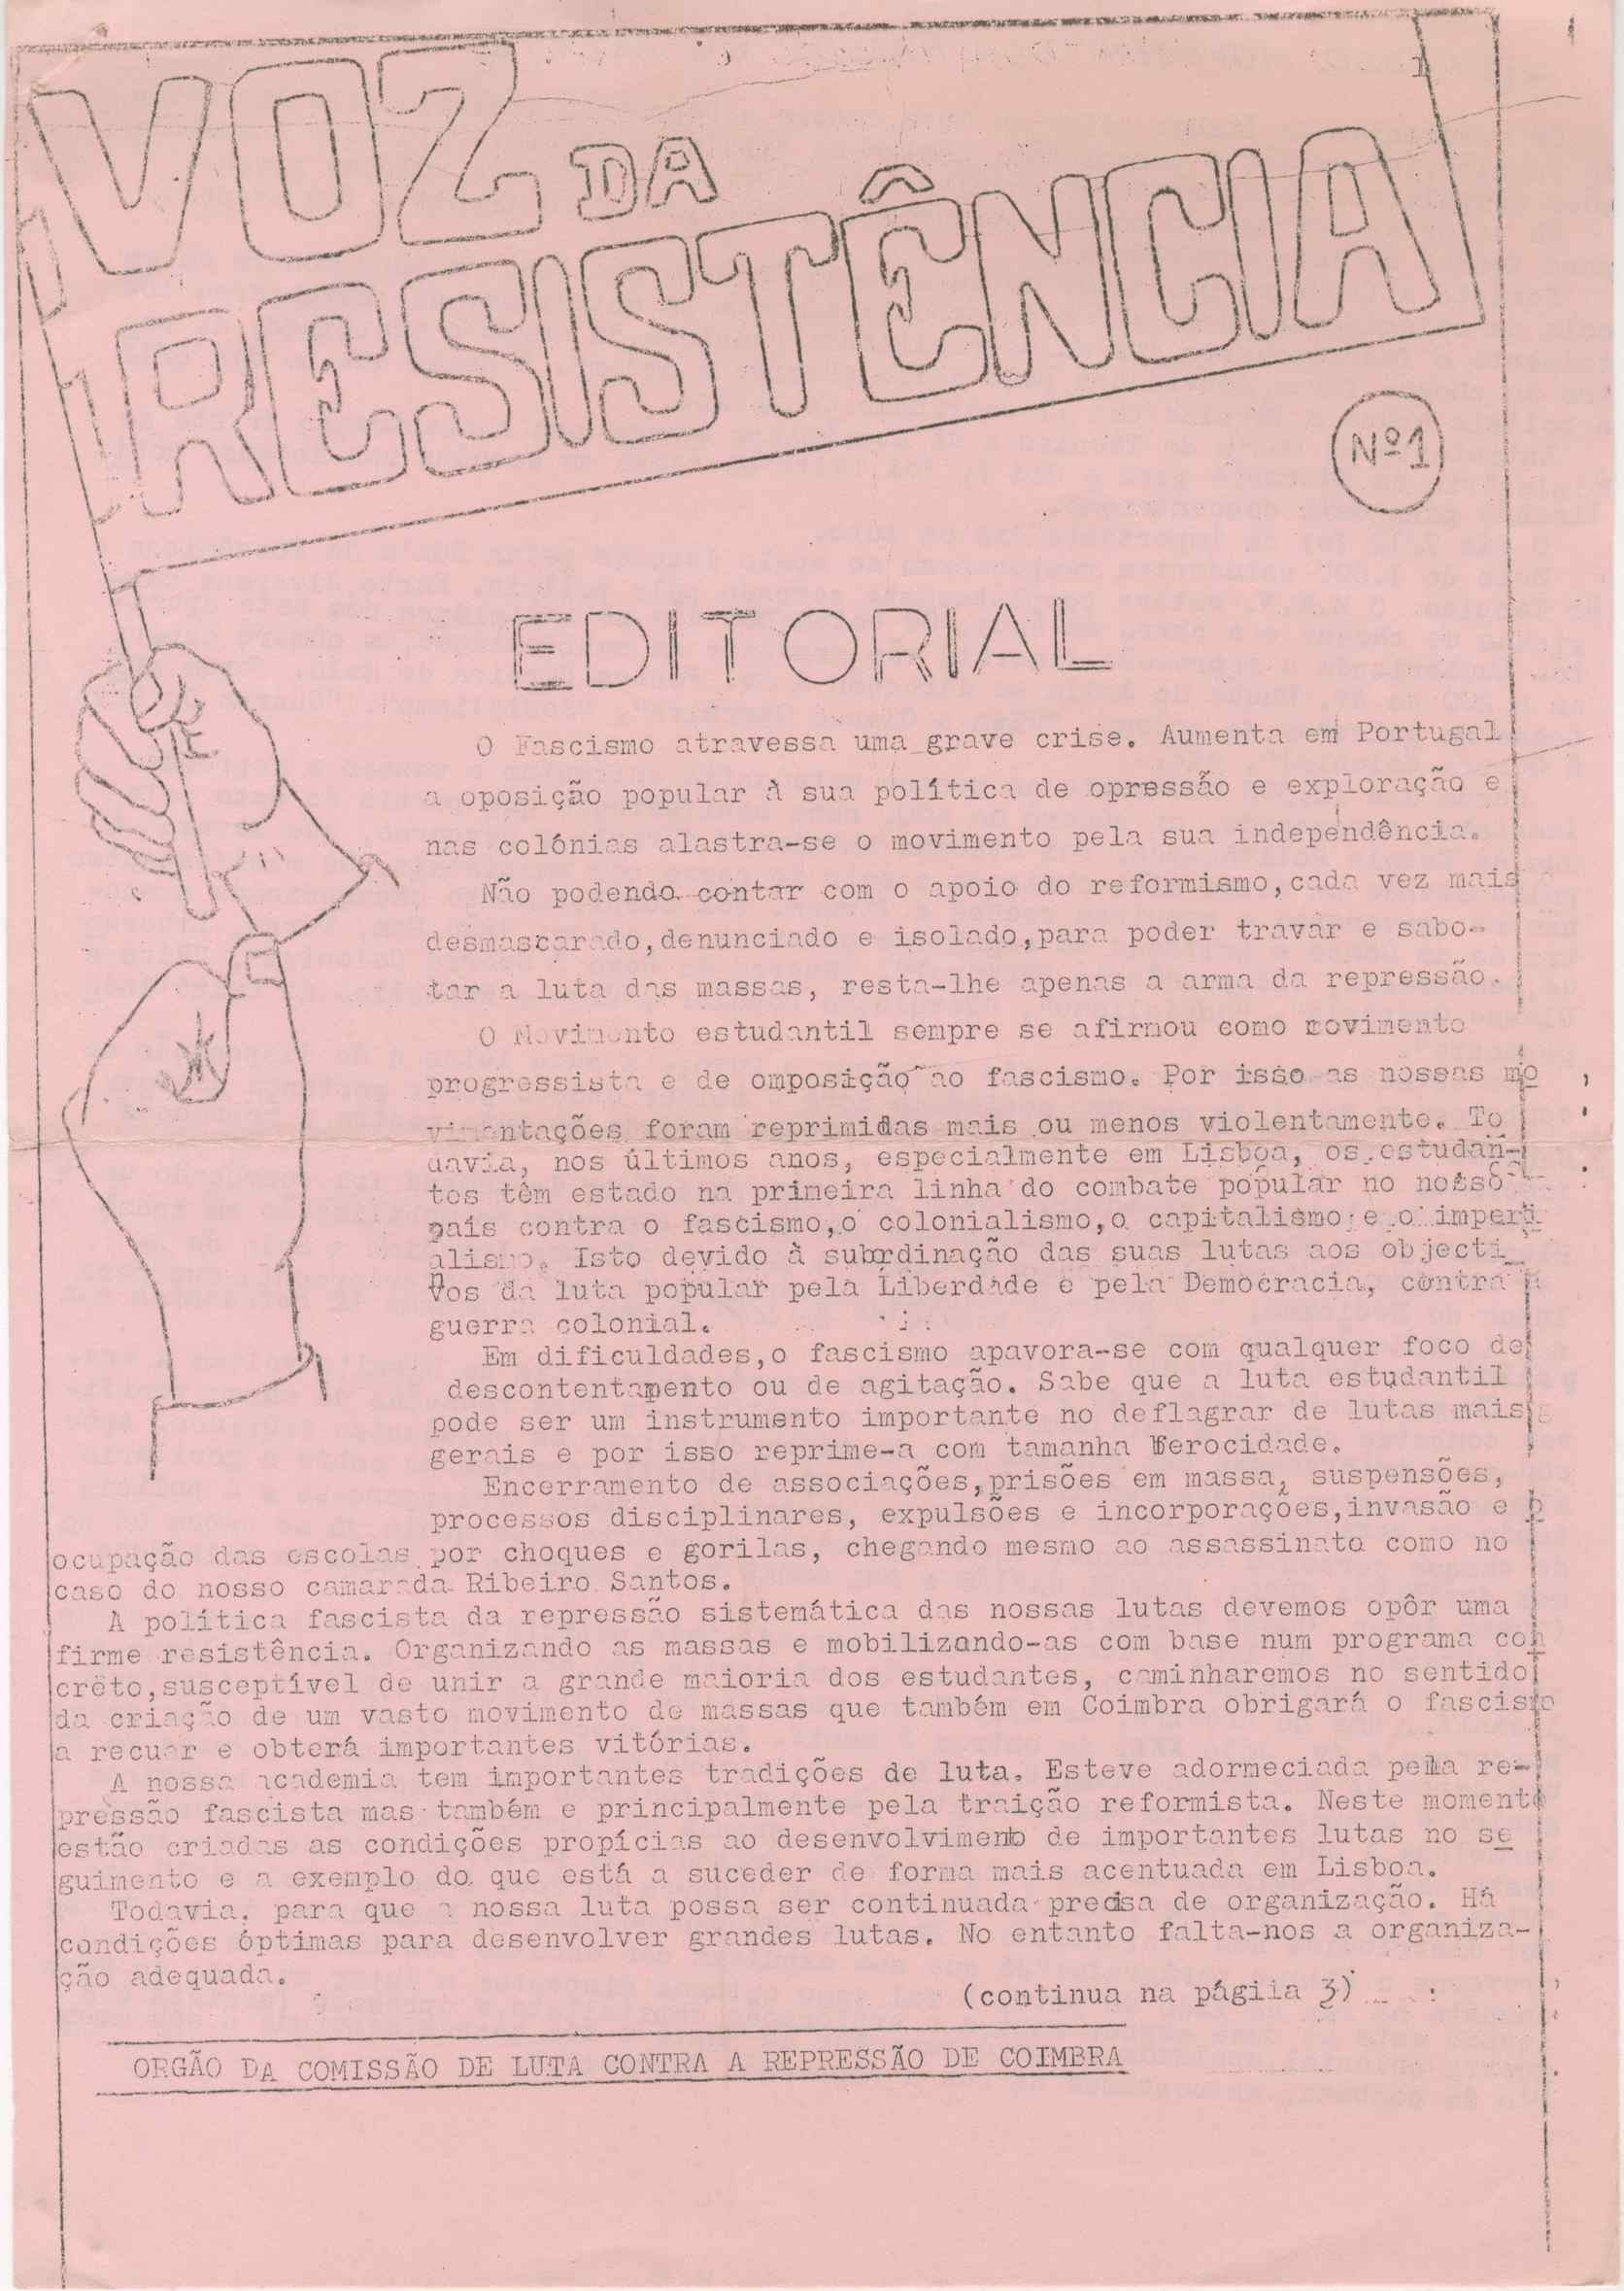 VOZ DA
RESISTÊNCIA
Nº1
EDITORIAL
O Fascismo atravessa uma grave crise. Aumenta em Portugal
a oposição popular à sua política de opressão e exploração e
nas colónias alastra-se o movimento pela sua independência.
Não podendo contar com o apoio do reformismo,cada vez mais
desmascarado,denunciado e isolado,para poder travar e sabo-
tar a luta das massas, resta-lhe apenas a arma da repressão.
O Movimento estudantil sempre se afirmou como movimento
progressista e de omposição ao fascismo. Por isso as nossas mo
vimentações foram reprimidas mais ou menos violentamente. To
davia, nos últimos anos, especialmente em Lisboa, os estudan-
tes têm estado na primeira linha do combate popular no nosso
país contra o fascismo,o colonialismo,o capitalismo e o imperi
alismo. Isto devido à subordinação das suas lutas aos objecti
vos da luta popular pela Liberdade e pela Democracia, contra a
guerra colonial.
Em dificuldades,o fascismo apavora-se com qualquer foco de
descontentamento ou de agitação. Sabe que a luta estudantil
pode ser um instrumento importante no deflagrar de lutas mais
gerais e por isso reprime-a com tamanha ferocidade.
Encerramento de associações,prisões em massa, suspensões,
processos disciplinares, expulsões e incorporações,invasão e
ocupação das escolas por choques e gorilas, chegando mesmo ao assassinato como no
caso do nosso camarada Ribeiro Santos.
A política fascista da repressão sistemática das nossas lutas devemos opôr uma
firme resistência. Organizando as massas e mobilizando-as com base num programa con
crêto,susceptível de unir a grande maioria dos estudantes, caminharemos no sentido
da criação de um vasto movimento de massas que também em Coimbra obrigará o fascismo
a recuar e obterá importantes vitórias.
A nossa academia tem importantes tradições de luta. Esteve adormeciada pela re-
pressão fascista mas também e principalmente pela traição reformista. Neste momento
estão criadas as condições propícias ao desenvolvimento de importantes lutas no se
guimento e a exemplo do que está a suceder de forma mais acentuada em Lisboa.
Todavia, para que a nossa luta possa ser continuada precisa de organização. Há
condições óptimas para desenvolver grandes lutas. No entanto falta-nos a organiza-
ção adequada.
(continua na págiia 3)
ORGÃO DA COMISSÃO DE LUTA CONTRA A REPRESSÃO DE COIMBRA